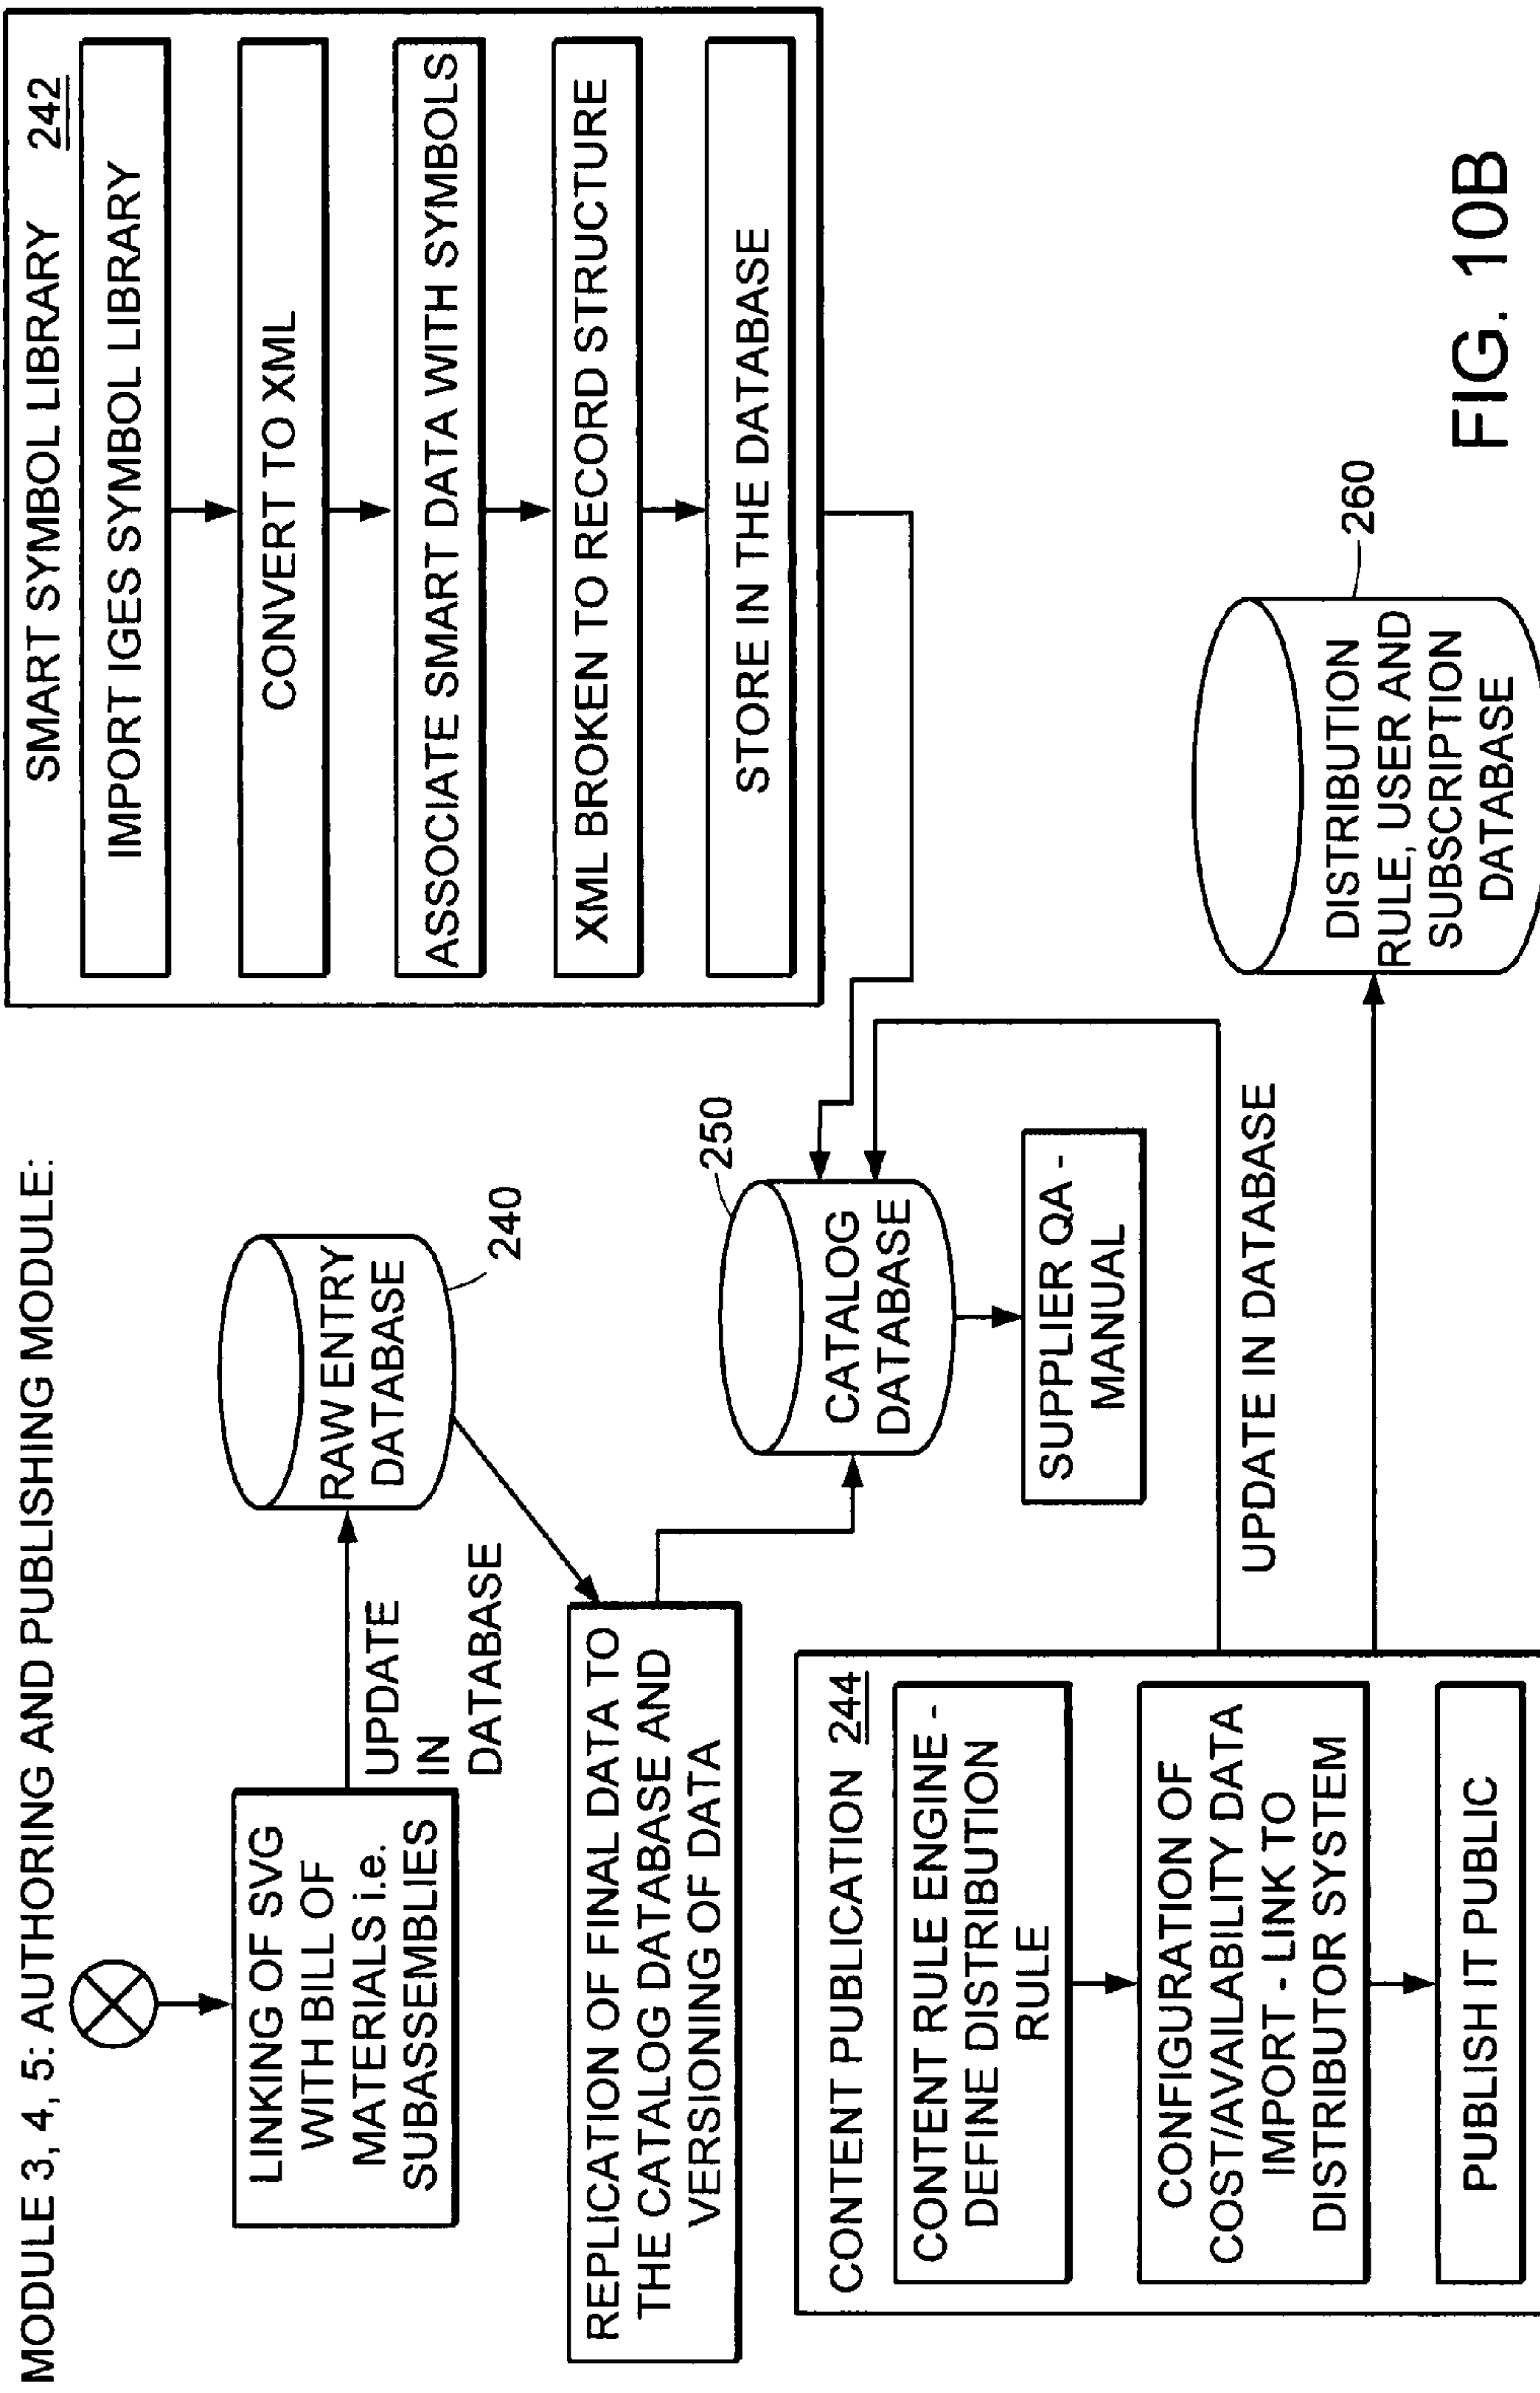 MODULE 3, 4, 5: AUTHORING AND PUBLISHING MODULE:
LINKING OF SVG
WITH BILL OF
MATERIALS i.e.
SUBASSEMBLIES
UPDATE
IN
DATABASE
RAW ENTRY
DATABASE
240
REPLICATION OF FINAL DATA TO
THE CATALOG DATABASE AND
VERSIONING OF DATA
SMART SYMBOL LIBRARY 242
IMPORT IGES SYMBOL LIBRARY
CONVERT TO XML
ASSOCIATE SMART DATA WITH SYMBOLS
XML BROKEN TO RECORD STRUCTURE
STORE IN THE DATABASE
250
CATALOG
DATABASE
SUPPLIER QA -
MANUAL
CONTENT PUBLICATION 244
CONTENT RULE ENGINE -
DEFINE DISTRIBUTION
RULE
CONFIGURATION OF
COST/AVAILABILITY DATA
IMPORT - LINK TO
DISTRIBUTOR SYSTEM
PUBLISH IT PUBLIC
UPDATE IN DATABASE
260
DISTRIBUTION
RULE, USER AND
SUBSCRIPTION
DATABASE
FIG. 10B